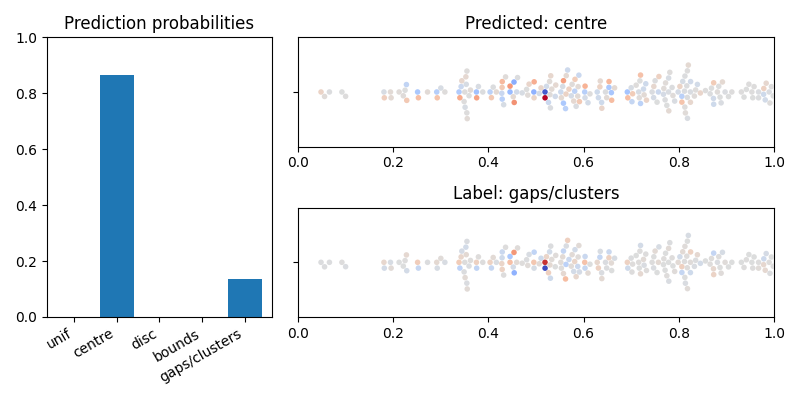 Prediction probabilities
1.0
0.8
0.6
0.4
0.2
0.0
unif
centre
disc
bounds
gaps/clusters
Predicted: centre
0.0 0.2 0.4 0.6 0.8 1.0
Label: gaps/clusters
0.0 0.2 0.4 0.6 0.8 1.0